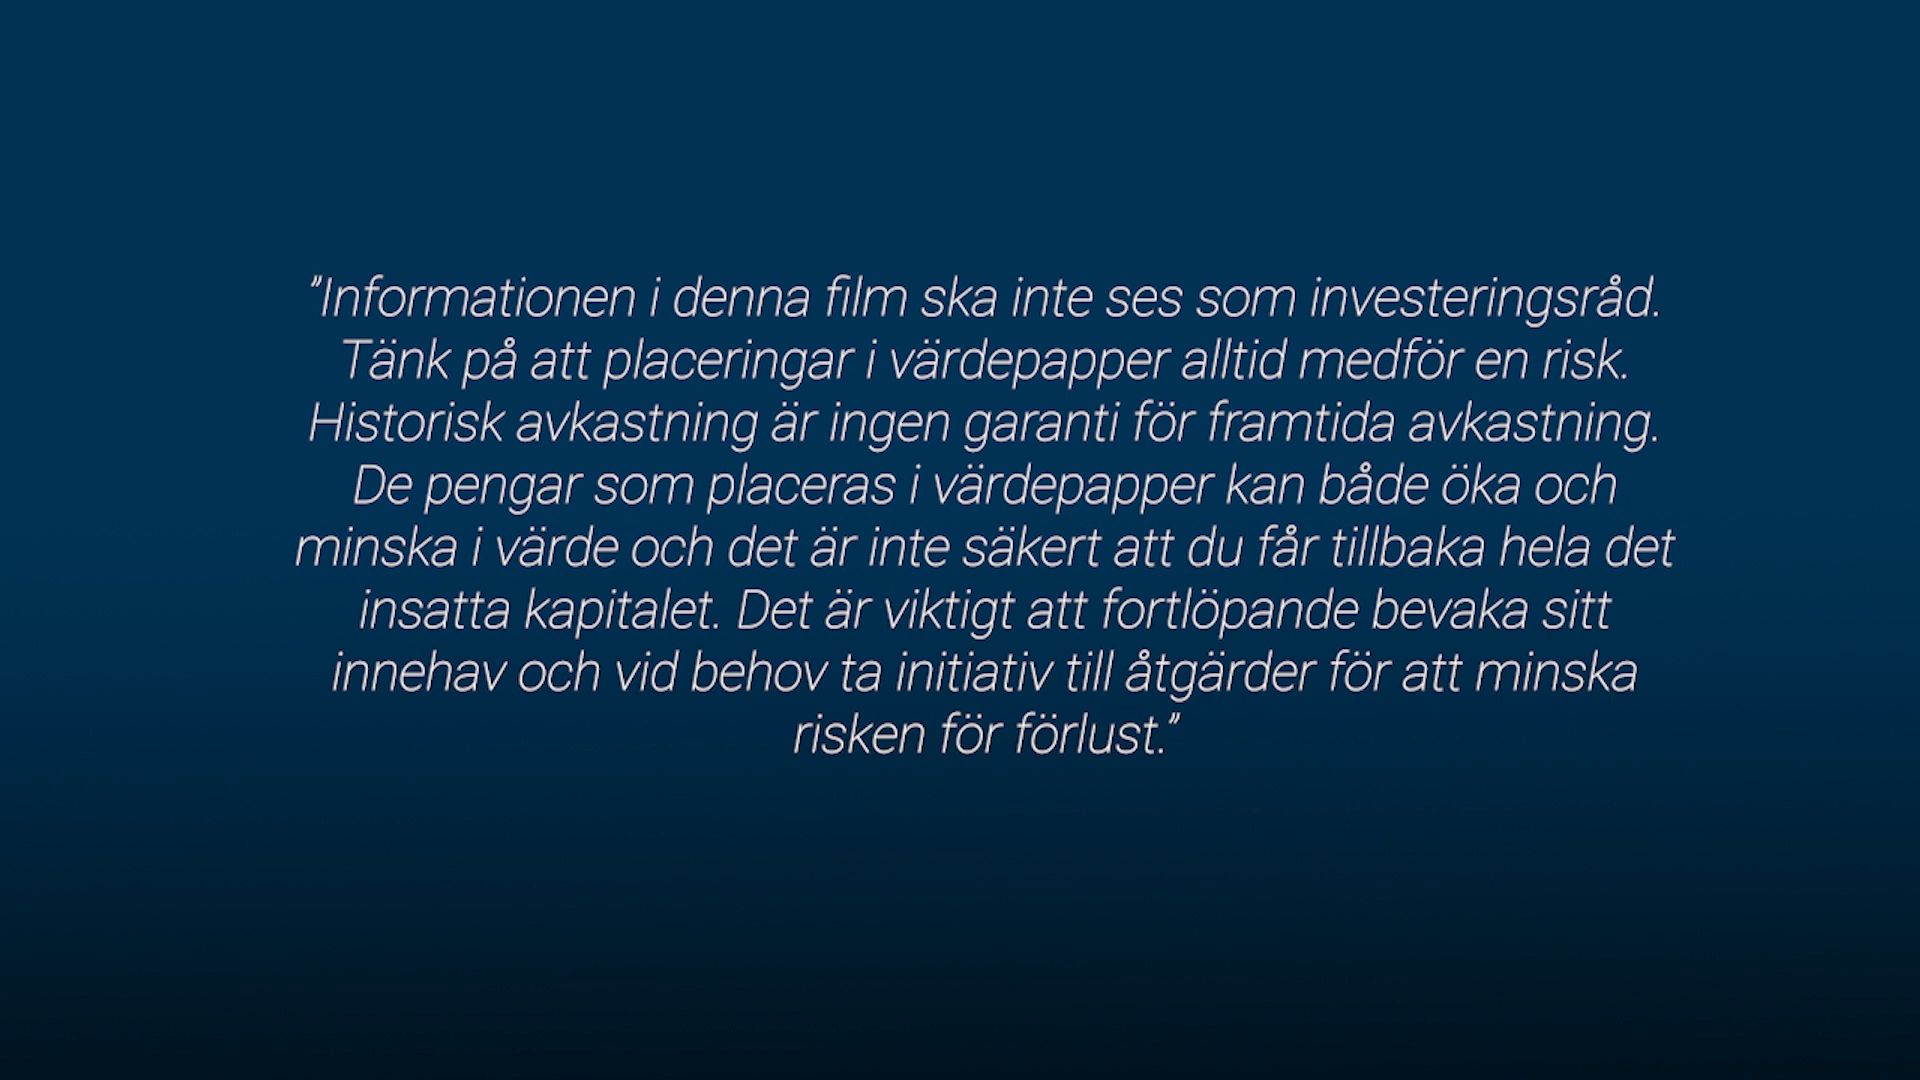 ”Informationen i denna film ska inte ses som investeringsråd.
Tänk på att placeringar i värdepapper alltid medför en risk.
Historisk avkastning är ingen garanti för framtida avkastning.
De pengar som placeras i värdepapper kan både öka och
minska i värde och det är inte säkert att du får tillbaka hela det
insatta kapitalet. Det är viktigt att fortlöpande bevaka sitt
innehav och vid behov ta initiativ till åtgärder för att minska
risken för förlust.”